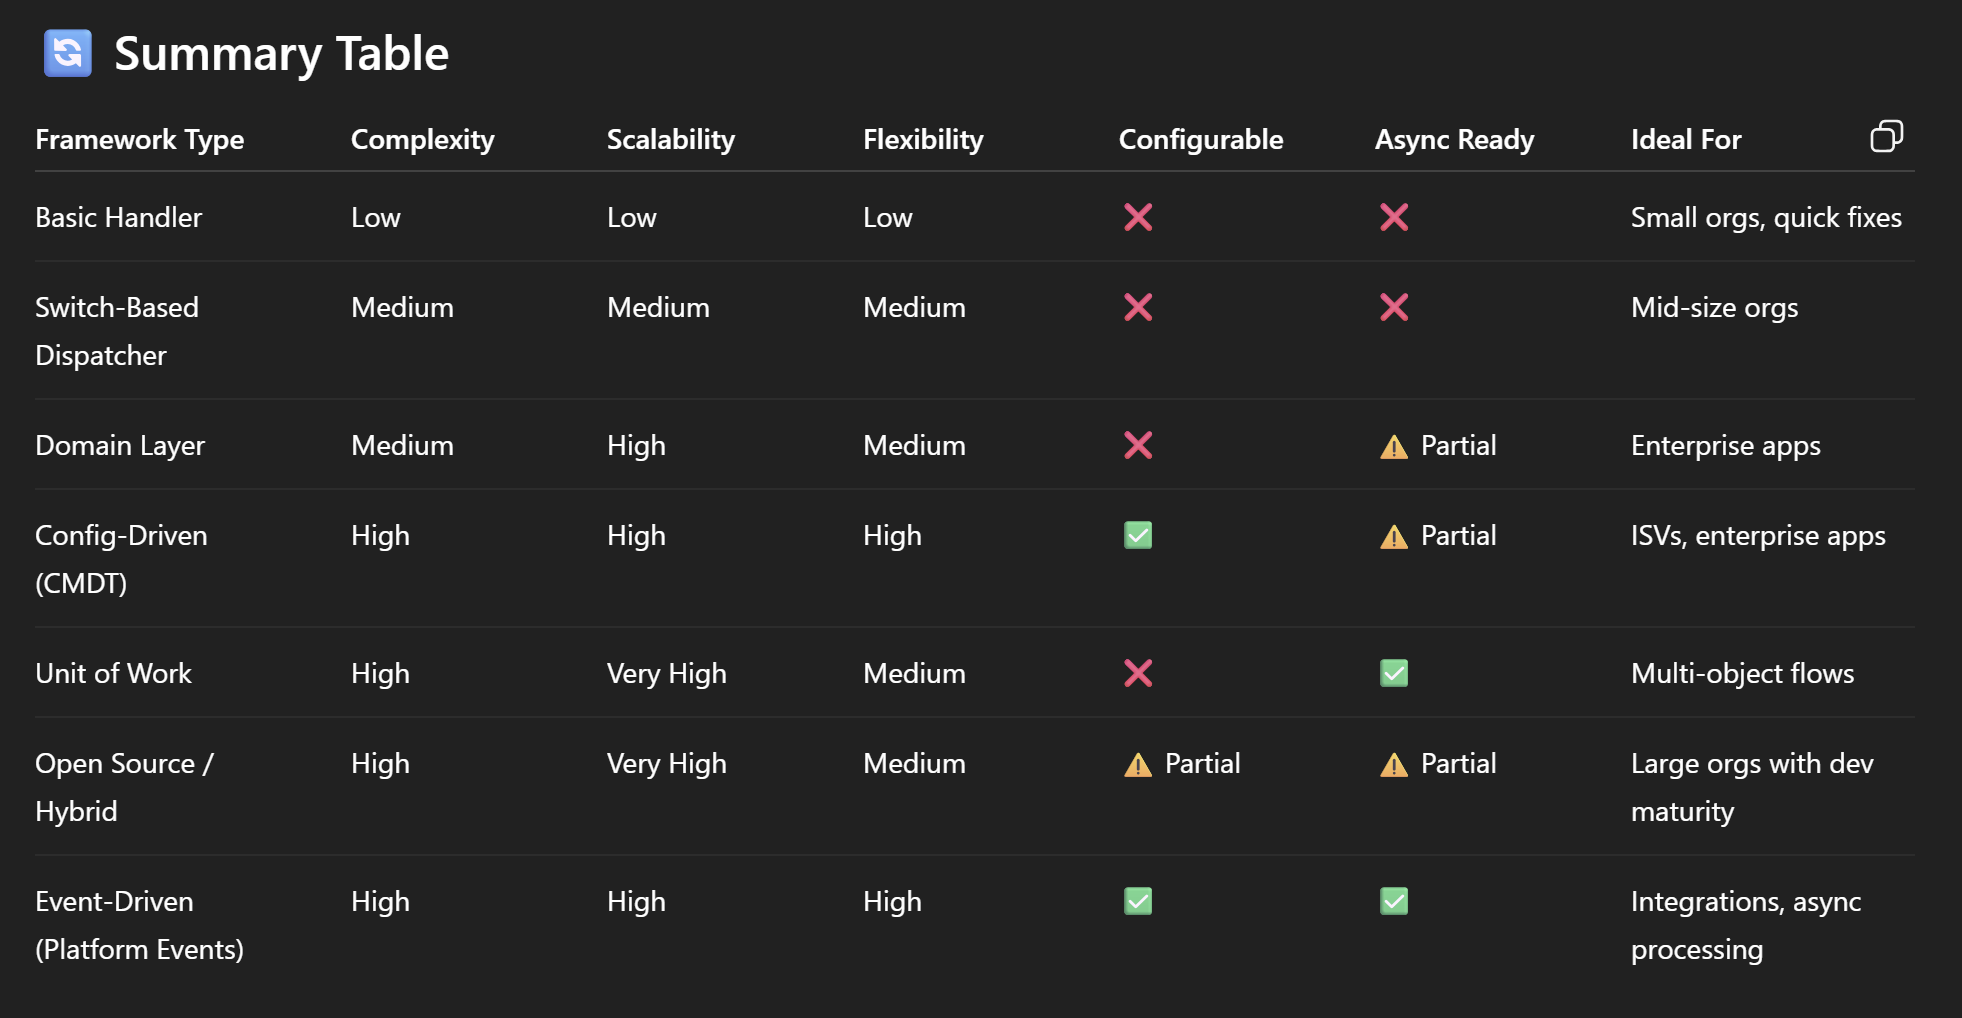 🔄 Summary Table
Framework Type Complexity Scalability Flexibility Configurable Async Ready Ideal For
Basic Handler Low Low Low ❌ ❌ Small orgs, quick fixes
Switch-Based Medium Medium Medium ❌ ❌ Mid-size orgs
Dispatcher
Domain Layer Medium High Medium ❌ ⚠️ Partial Enterprise apps
Config-Driven High High High ✅ ⚠️ Partial ISVs, enterprise apps
(CMDT)
Unit of Work High Very High Medium ❌ ✅ Multi-object flows
Open Source / High Very High Medium ⚠️ Partial ⚠️ Partial Large orgs with dev
Hybrid maturity
Event-Driven High High High ✅ ✅ Integrations, async
(Platform Events) processing